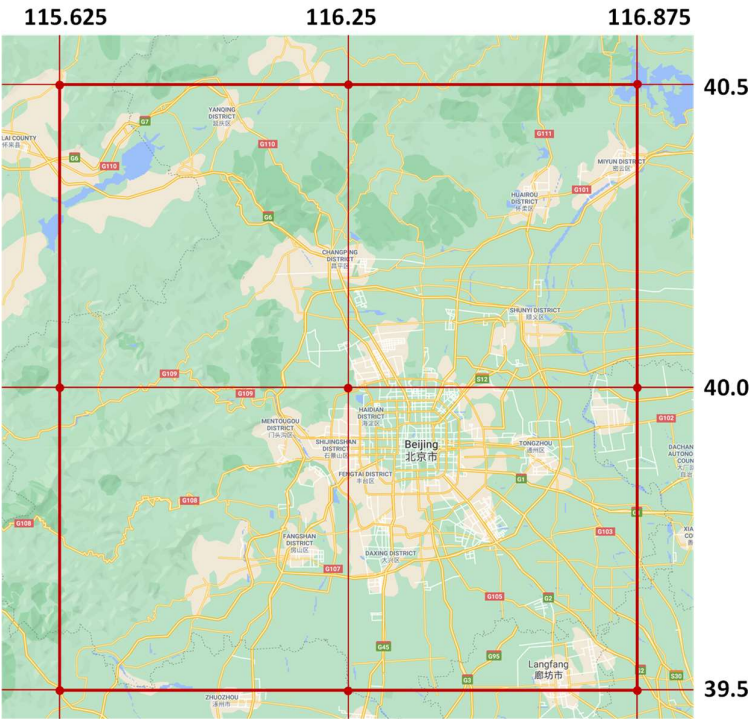 115.625 116.25 116.875
40.5
YANQING
DISTRICT
延庆区
G7
LAI COUNTY
怀来县
G6
G110
G110
G111
MIYUN DISTRICT
密云区
G101
HUAIROU
DISTRICT
怀柔区
G6
CHANGPING
DISTRICT
昌平区
SHUNYI DISTRICT
顺义区
G109
S12
40.0
G109
HAIDIAN
DISTRICT
海淀区
G102
MENTOUGOU
DISTRICT
门头沟区
SHIJINGSHAN
DISTRICT
石景山区
Beijing
北京市
TONGZHOU
通州区
DACHAN
AUTONO
COUN
FENGTAI DISTRICT
丰台区
G1
G108
G108
G103
XIA
CO
FANGSHAN
DISTRICT
房山区
DAXING DISTRICT
大兴区
G107
G105
G2
G45
G95
Langfang
廊坊市
G3
S30
39.5
ZHUOZHOU
涿州市